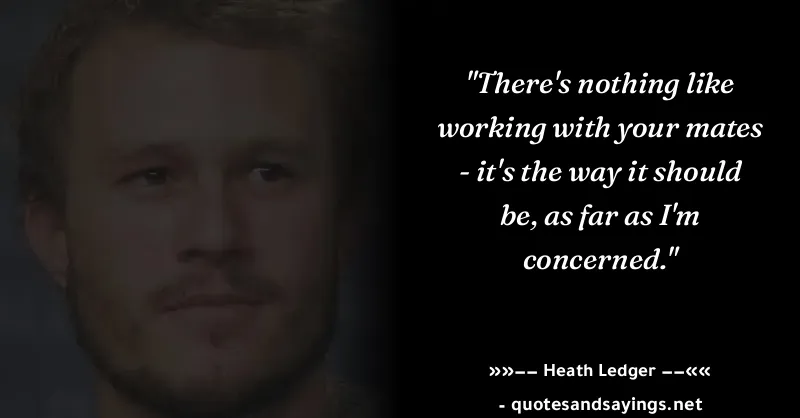 "There's nothing like
working with your mates
- it's the way it should
be, as far as I'm
concerned."
»»−− Heath Ledger −−««
- quotesandsayings.net